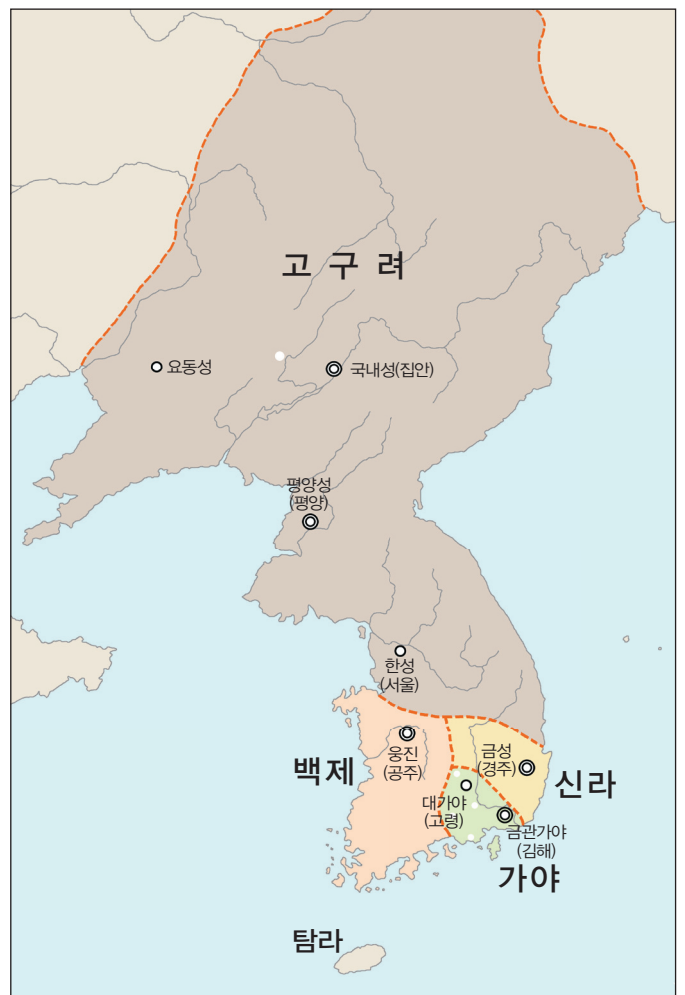 고구려
요동성
국내성(집안)
평양성
(평양)
한성
(서울)
웅진
(공주)
백제
금성
(경주)
신라
대가야
(고령)
금관가야
(김해)
가야
탐라